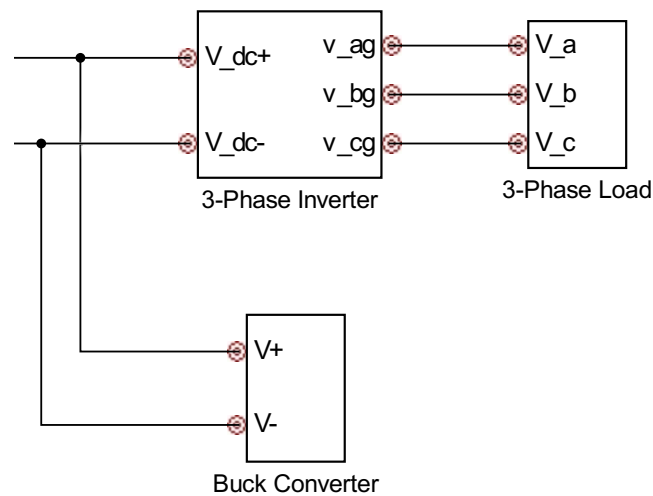 V_dc+
V_dc-
v_ag
v_bg
v_cg
3-Phase Inverter
V_a
V_b
V_c
3-Phase Load
V+
V-
Buck Converter